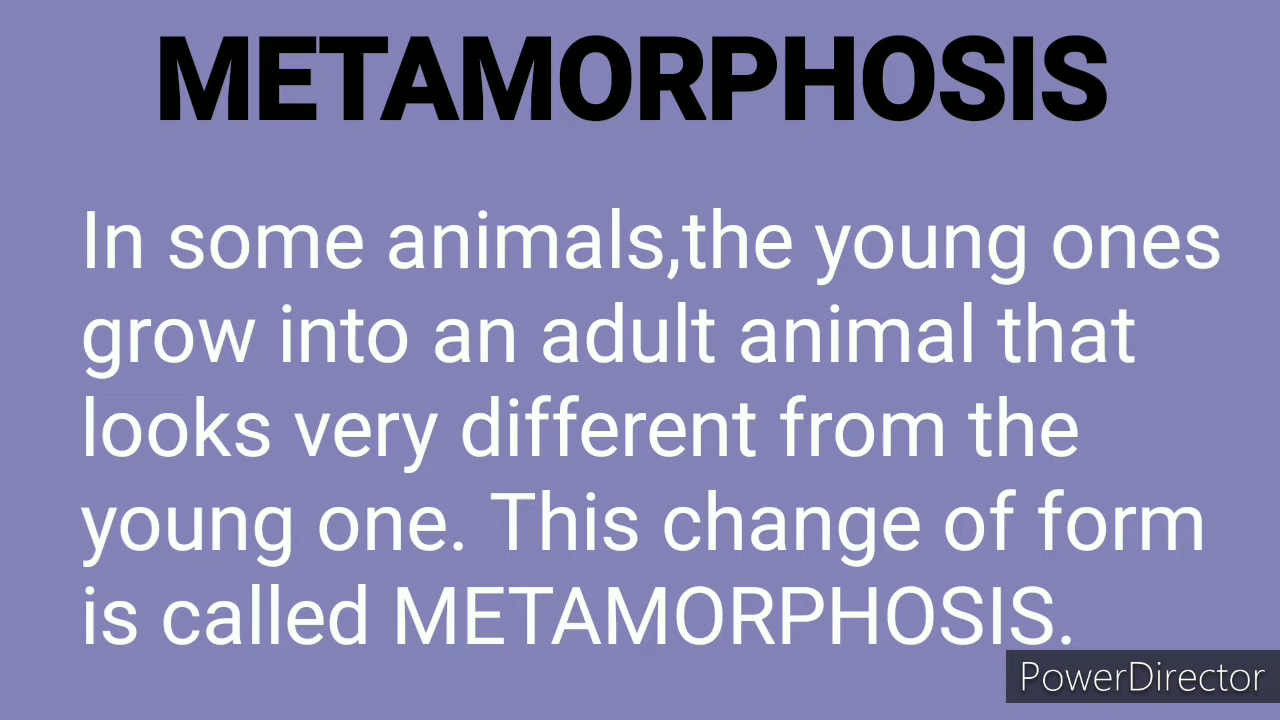 METAMORPHOSIS
In some animals,the young ones
grow into an adult animal that
looks very different from the
young one. This change of form
is called METAMORPHOSIS.
PowerDirector